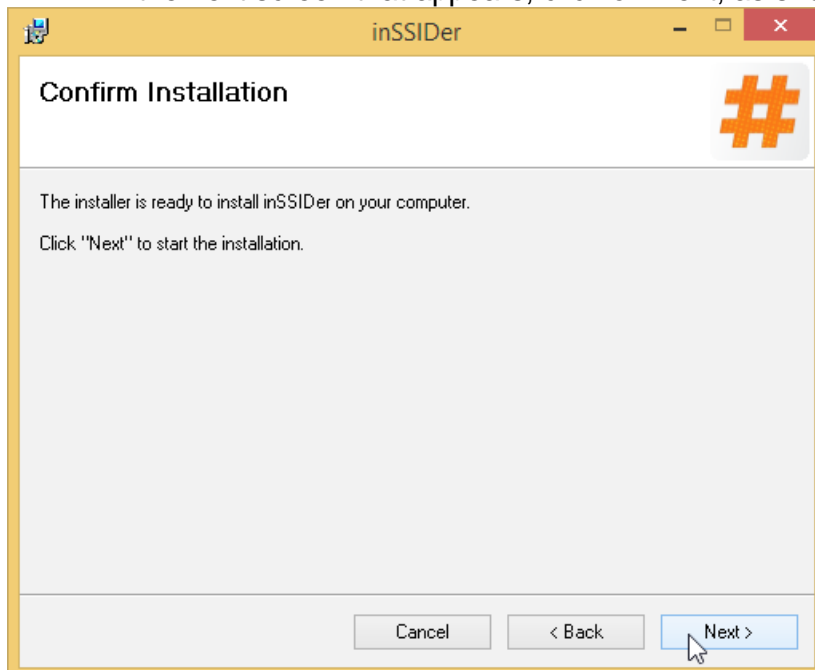 inSSIDer
Confirm Installation
The installer is ready to install inSSIDer on your computer.
Click "Next" to start the installation.
Cancel
< Back
Next >